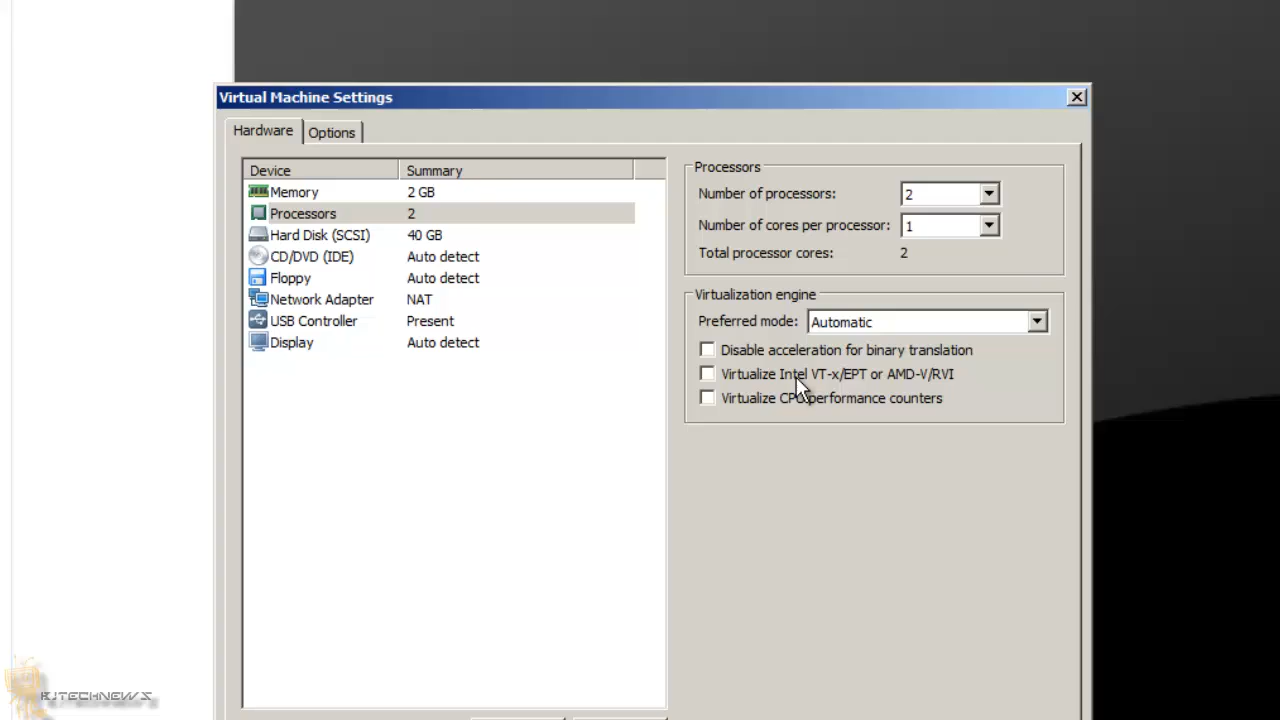 Virtual Machine Settings
Hardware
Options
Device Summary
Memory 2 GB
Processors 2
Hard Disk (SCSI) 40 GB
CD/DVD (IDE) Auto detect
Floppy Auto detect
Network Adapter NAT
USB Controller Present
Display Auto detect
Processors
Number of processors: 2
Number of cores per processor: 1
Total processor cores: 2
Virtualization engine
Preferred mode: Automatic
Disable acceleration for binary translation
Virtualize Intel VT-x/EPT or AMD-V/RVI
Virtualize CPU performance counters
BJTECHNEWS